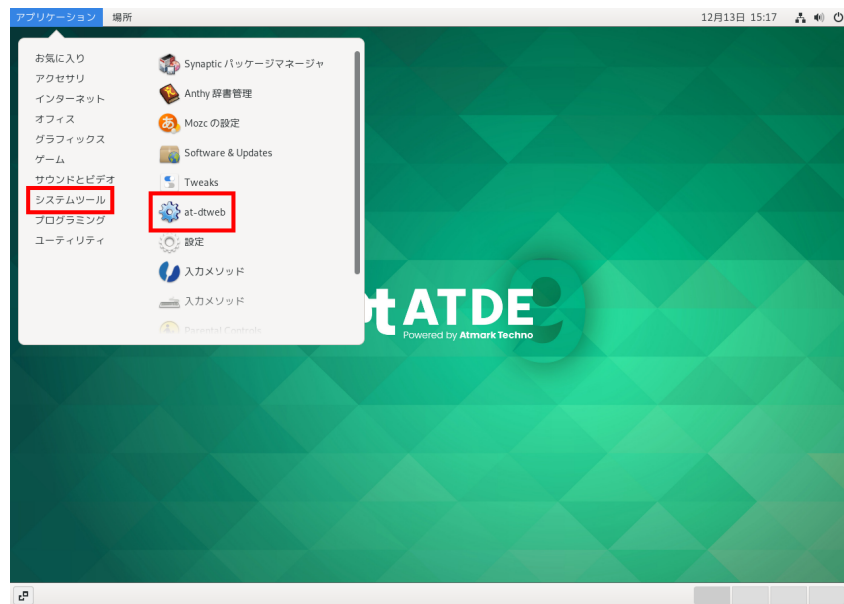 アプリケーション 場所 12月13日 15:17
お気に入り
アクセサリ
インターネット
オフィス
グラフィックス
ゲーム
サウンドとビデオ
システムツール
プログラミング
ユーティリティ
Synaptic パッケージマネージャ
Anthy 辞書管理
Mozc の設定
Software & Updates
Tweaks
at-dtweb
設定
入力メソッド
入力メソッド
Parental Controls
ATDE
9
Powered by Atmark Techno